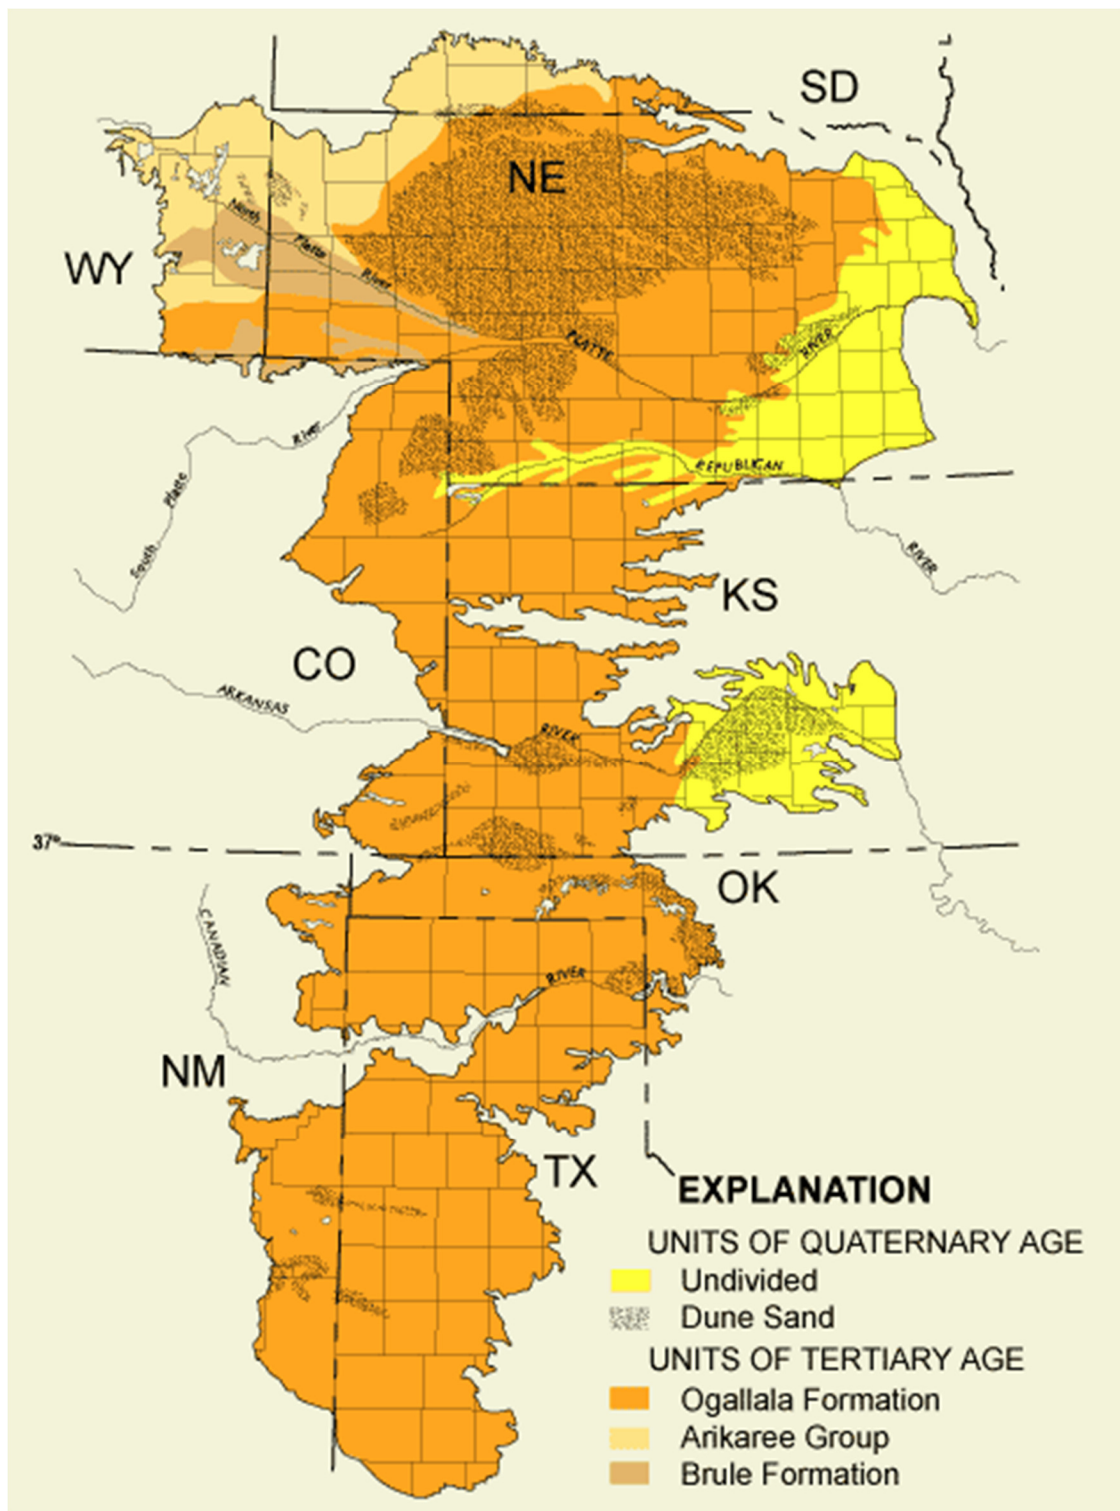 SD
NE
North
Platte
River
WY
PLATTE
RIVER
River
REPUBLICAN
Platte
South
RIVER
KS
CO
ARKANSAS
RIVER
37º
OK
CANADIAN
RIVER
NM
TX
EXPLANATION
UNITS OF QUATERNARY AGE
Undivided
Dune Sand
UNITS OF TERTIARY AGE
Ogallala Formation
Arikaree Group
Brule Formation